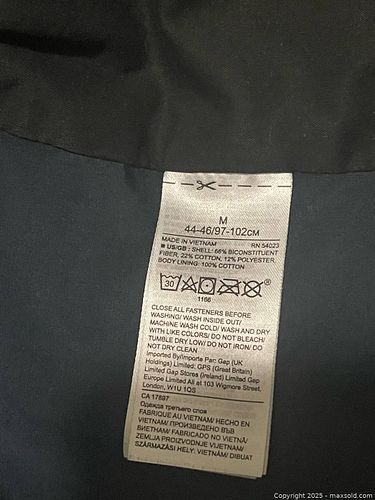 M
44-46/97-102CM
MADE IN VIETNAM RN 54023
■ US/GB : SHELL: 66% BICONSTITUENT
FIBER, 22% COTTON, 12% POLYESTER.
BODY LINING: 100% COTTON
30
®
1166
CLOSE ALL FASTENERS BEFORE
WASHING/ WASH INSIDE OUT/
MACHINE WASH COLD/ WASH AND DRY
WITH LIKE COLORS/ DO NOT BLEACH/
TUMBLE DRY LOW/ DO NOT IRON/ DO
NOT DRY CLEAN
Imported By/Importe Par: Gap (UK
Holdings) Limited: GPS (Great Britain)
Limited Gap Stores (Ireland) Limited Gap
Europe Limited All at 103 Wigmore Street,
London, W1U 1QS
CA 17897
Одежда третьего слоя
FABRIQUÉ AU VIETNAM/ HECHO EN
VIETNAM/ ПРОИЗВЕДЕНО ВЪВ
ВИЕТНАМ/ FABRICADO NO VIETNÃ/
ZEMLJA PROIZVODNJE VIJETNAM/
SZÁRMAZÁSI HELY: VIETNÁM/ DIBUAT
Copyright 2025 - maxsold.com